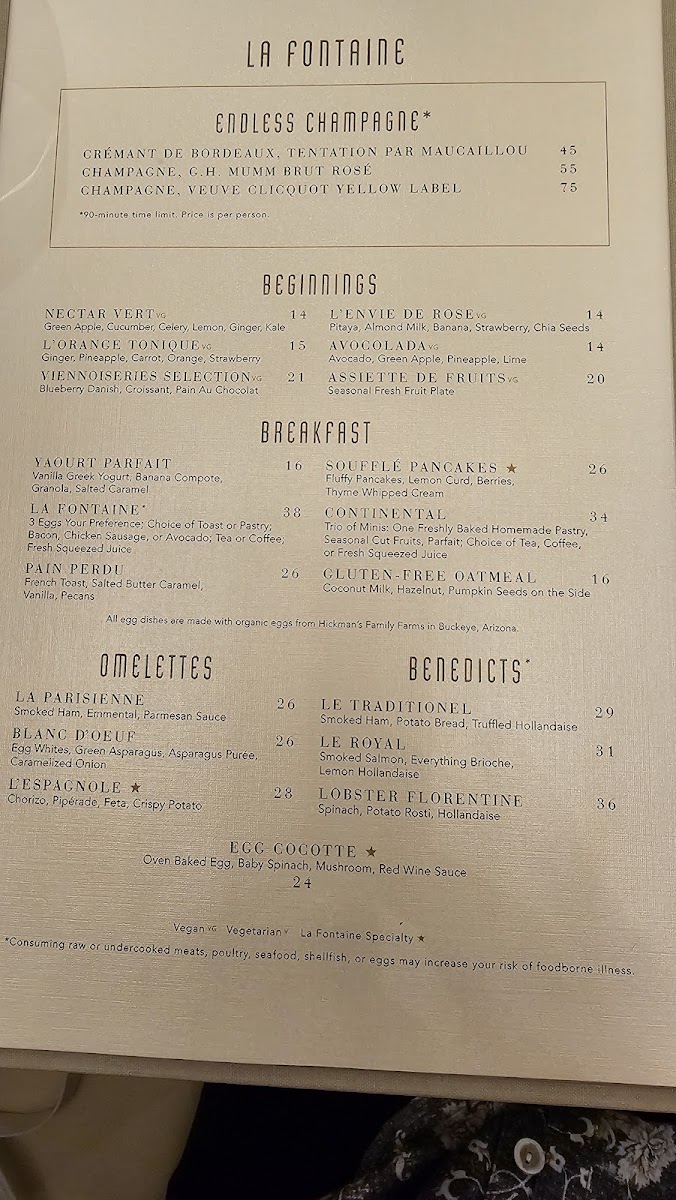 LA FONTAINE
ENDLESS CHAMPAGNE*
CRÉMANT DE BORDEAUX, TENTATION PAR MAUCAILLOU 45
CHAMPAGNE, G.H. MUMM BRUT ROSÉ 55
CHAMPAGNE, VEUVE CLICQUOT YELLOW LABEL 75
*90-minute time limit. Price is per person.
BEGINNINGS
NECTAR VERT VG 14
Green Apple, Cucumber, Celery, Lemon, Ginger, Kale
L'ORANGE TONIQUE VG 15
Ginger, Pineapple, Carrot, Orange, Strawberry
VIENNOISERIES SELECTION VG 21
Blueberry Danish, Croissant, Pain Au Chocolat
L'ENVIE DE ROSE VG 14
Pitaya, Almond Milk, Banana, Strawberry, Chia Seeds
AVOCOLADA VG 14
Avocado, Green Apple, Pineapple, Lime
ASSIETTE DE FRUITS VG 20
Seasonal Fresh Fruit Plate
BREAKFAST
YAOURT PARFAIT 16
Vanilla Greek Yogurt, Banana Compote,
Granola, Salted Caramel
LA FONTAINE* 38
3 Eggs Your Preference; Choice of Toast or Pastry;
Bacon, Chicken Sausage, or Avocado; Tea or Coffee;
Fresh Squeezed Juice
PAIN PERDU 26
French Toast, Salted Butter Caramel,
Vanilla, Pecans
SOUFFLÉ PANCAKES ★ 26
Fluffy Pancakes, Lemon Curd, Berries,
Thyme Whipped Cream
CONTINENTAL 34
Trio of Minis: One Freshly Baked Homemade Pastry,
Seasonal Cut Fruits, Parfait; Choice of Tea, Coffee,
or Fresh Squeezed Juice
GLUTEN-FREE OATMEAL 16
Coconut Milk, Hazelnut, Pumpkin Seeds on the Side
All egg dishes are made with organic eggs from Hickman's Family Farms in Buckeye, Arizona.
OMELETTES
LA PARISIENNE 26
Smoked Ham, Emmental, Parmesan Sauce
BLANC D'OEUF 26
Egg Whites, Green Asparagus, Asparagus Purée,
Caramelized Onion
L'ESPAGNOLE ★ 28
Chorizo, Pipérade, Feta, Crispy Potato
BENEDICTS*
LE TRADITIONEL 29
Smoked Ham, Potato Bread, Truffled Hollandaise
LE ROYAL 31
Smoked Salmon, Everything Brioche,
Lemon Hollandaise
LOBSTER FLORENTINE 36
Spinach, Potato Rosti, Hollandaise
EGG COCOTTE ★
Oven Baked Egg, Baby Spinach, Mushroom, Red Wine Sauce
24
Vegan VG Vegetarian V La Fontaine Specialty ★
*Consuming raw or undercooked meats, poultry, seafood, shellfish, or eggs may increase your risk of foodborne illness.